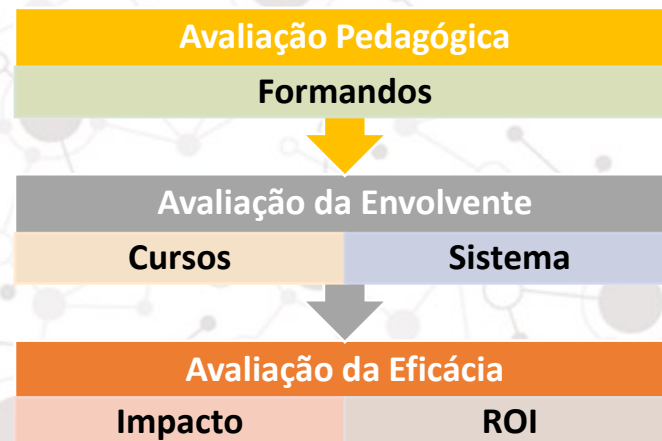 Avaliação Pedagógica
Formandos
Avaliação da Envolvente
Cursos Sistema
Avaliação da Eficácia
Impacto ROI